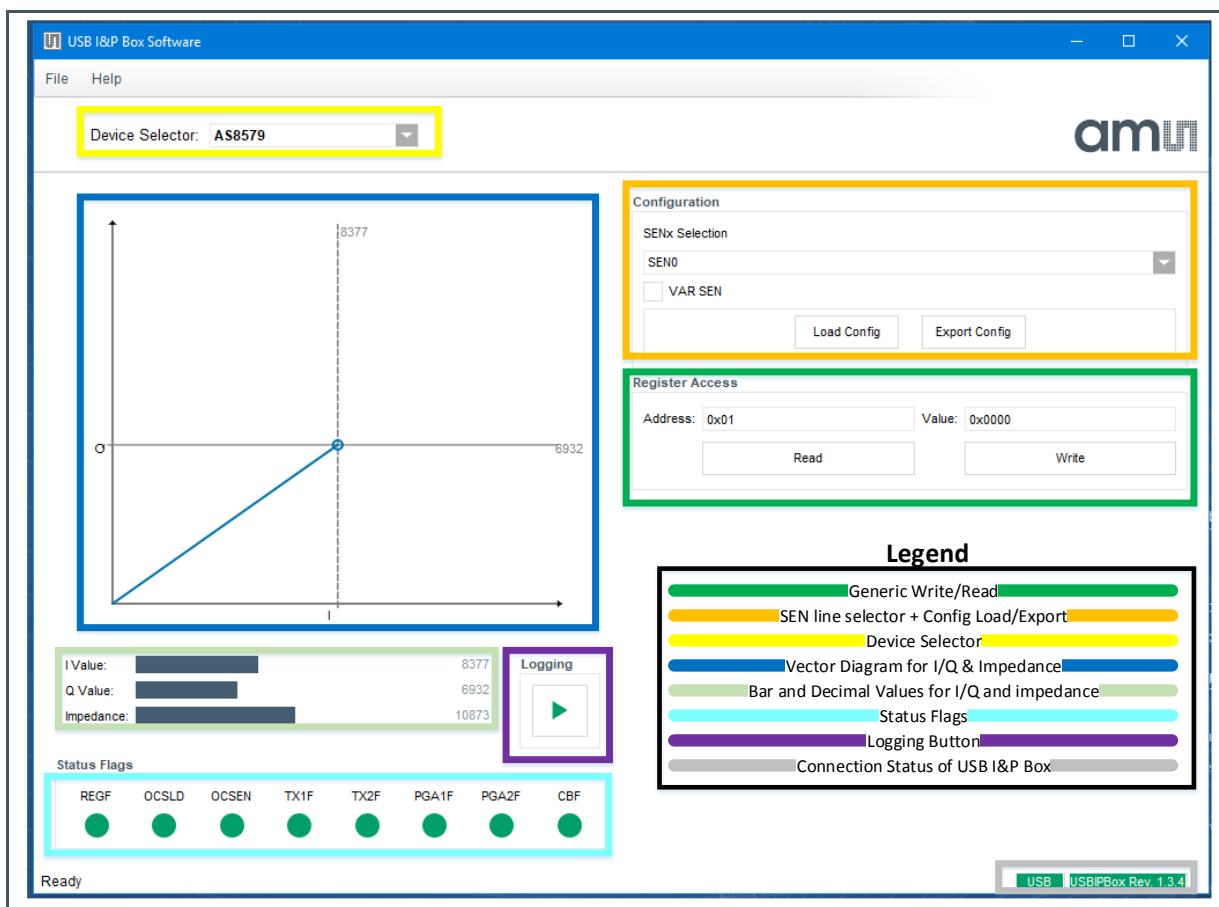 USB I&P Box Software
File Help
Device Selector: AS8579
am
8377
Q
6932
I
Configuration
SENx Selection
SEN0
VAR SEN
Load Config Export Config
Register Access
Address: 0x01 Value: 0x0000
Read Write
Legend
Generic Write/Read
SEN line selector + Config Load/Export
Device Selector
Vector Diagram for I/Q & Impedance
Bar and Decimal Values for I/Q and impedance
Status Flags
Logging Button
Connection Status of USB I&P Box
I Value: 8377
Q Value: 6932
Impedance: 10873
Logging
Status Flags
REGF OCSLD OCSEN TX1F TX2F PGA1F PGA2F CBF
Ready
USB USBIPBox Rev. 1.3.4